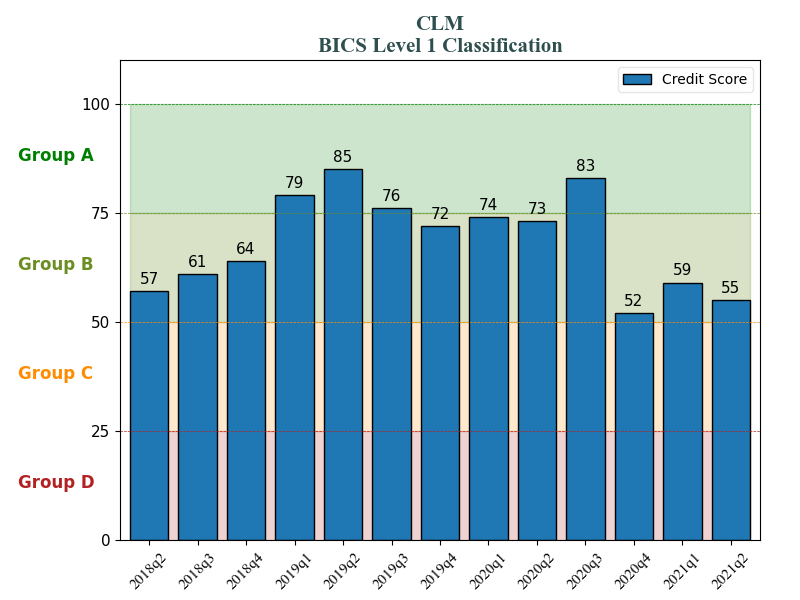 CLM
BICS Level 1 Classification
Credit Score
100
75
50
25
0
Group A
Group B
Group C
Group D
57
61
64
79
85
76
72
74
73
83
52
59
55
2018q2
2018q3
2018q4
2019q1
2019q2
2019q3
2019q4
2020q1
2020q2
2020q3
2020q4
2021q1
2021q2